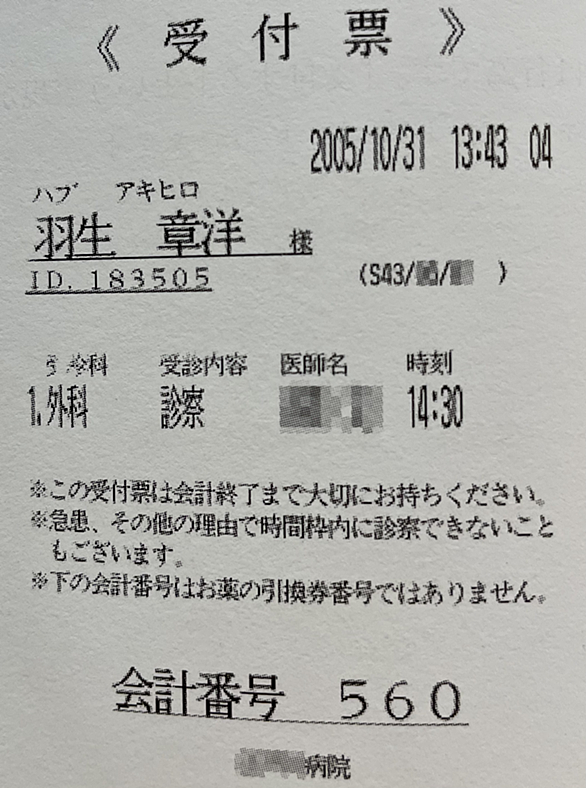 《 受 付 票 》
2005/10/31 13:43 04
ハブ アキヒロ
羽生 章洋 様
ID. 183505 (S43/ / )
受診内容 医師名 時刻
1.外科 診察 14:30
※この受付票は会計終了まで大切にお持ちください。
※急患、その他の理由で時間枠内に診察できないこと
もございます。
※下の会計番号はお薬の引換券番号ではありません。
会計番号 560
病院